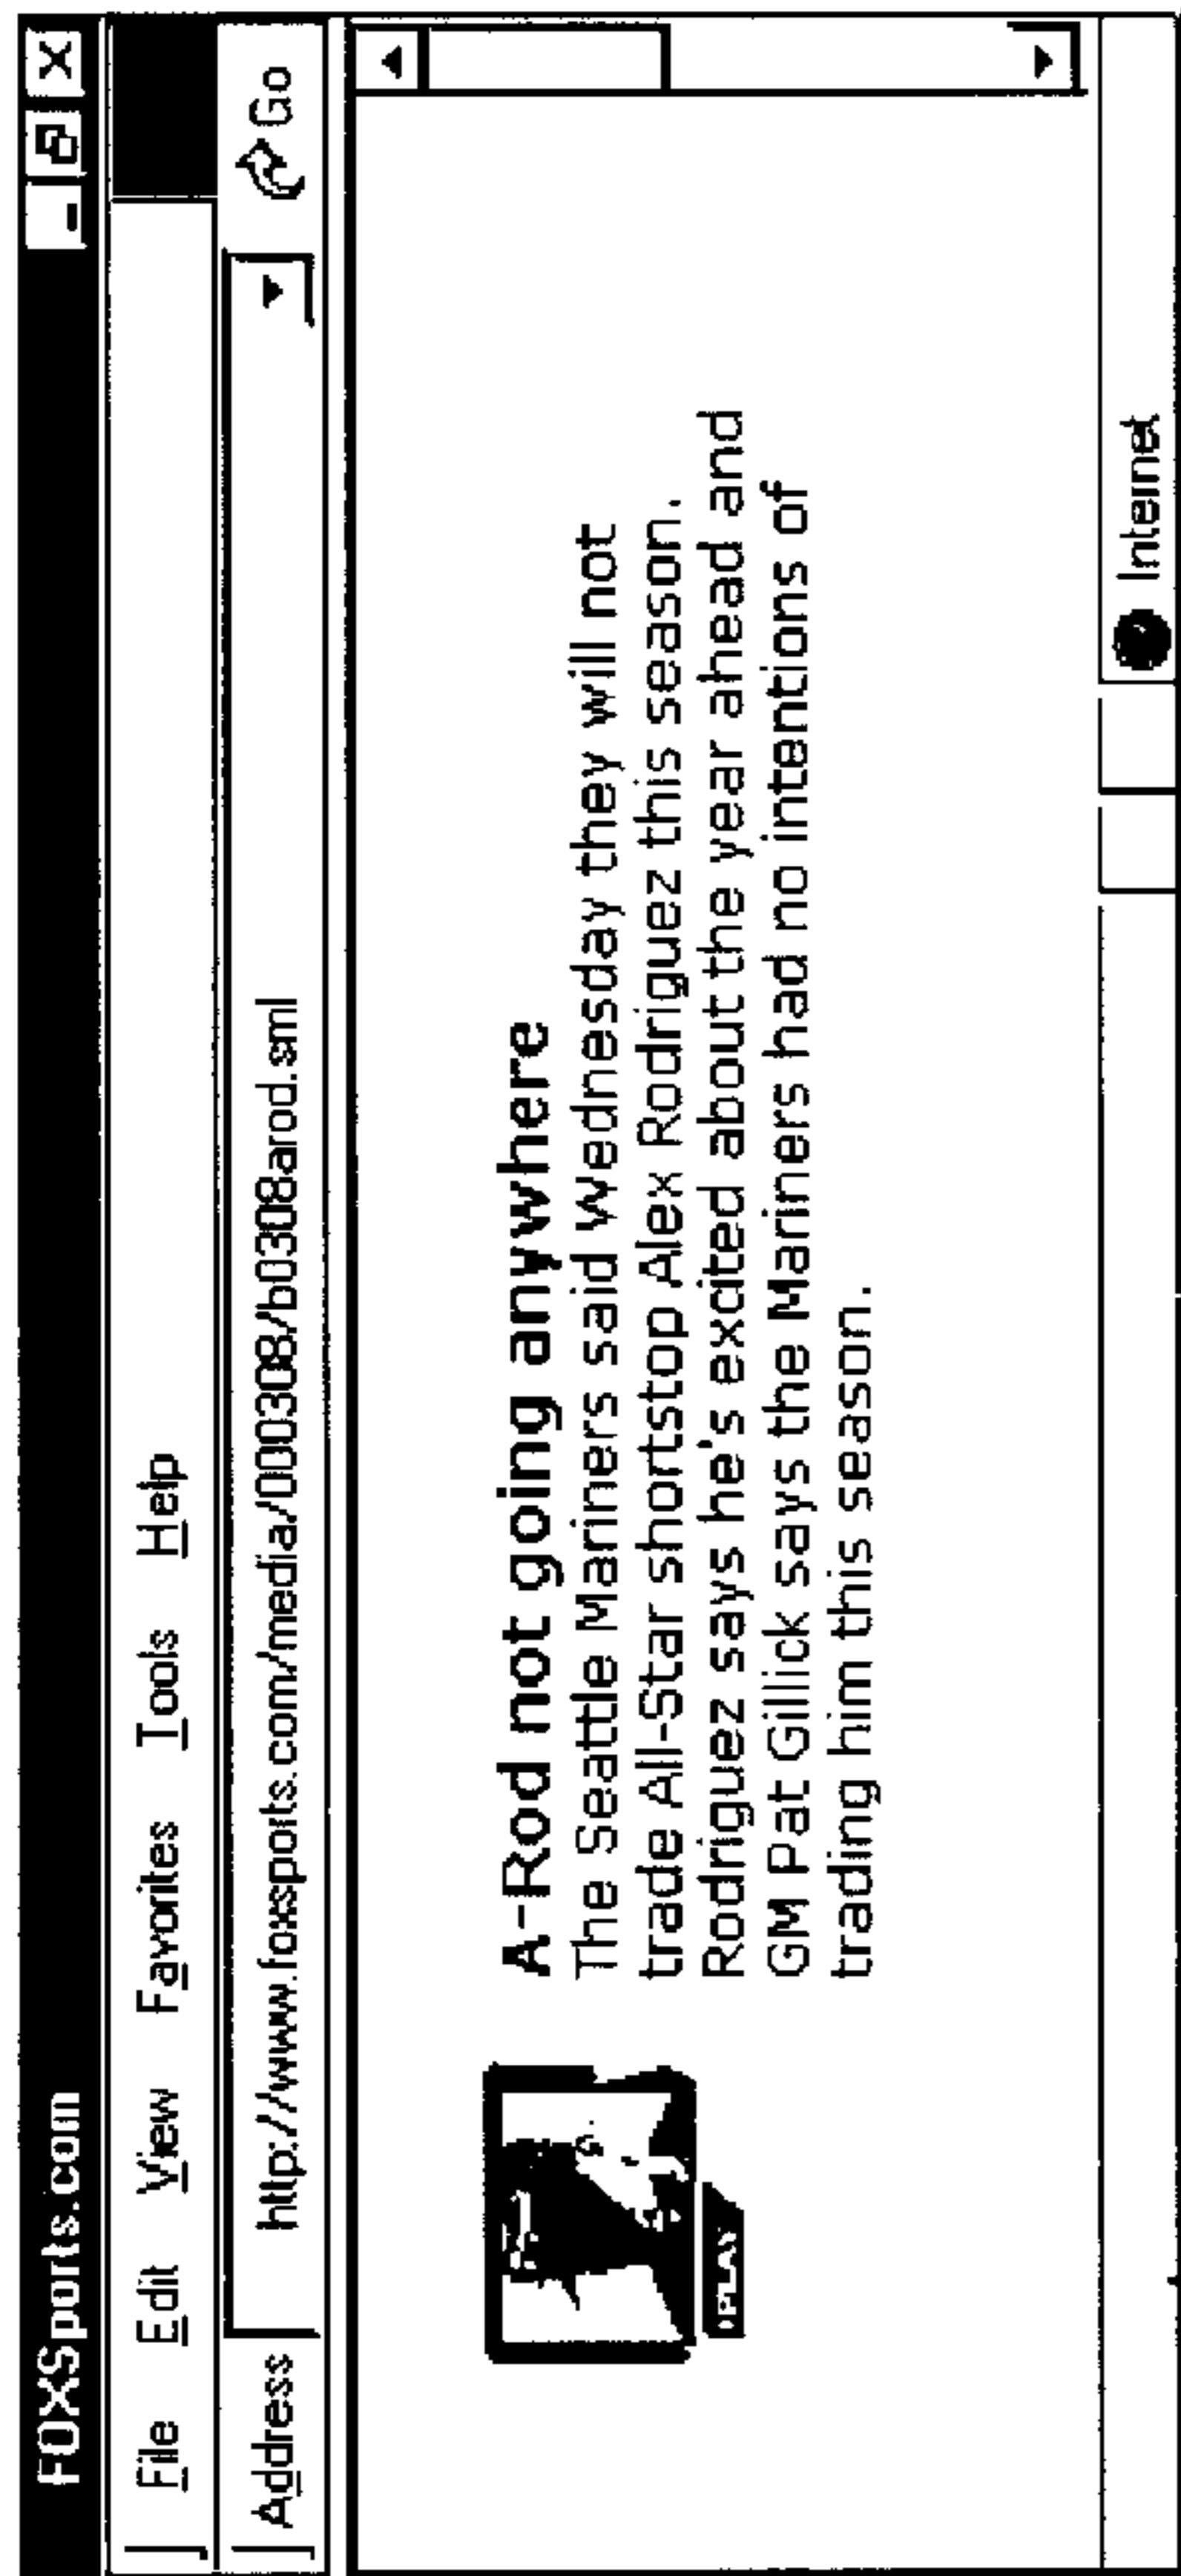 FOXSports.com
File Edit View Favorites Tools Help
Address http://www.foxsports.com/media/000308/b0308arod.sml Go
A-Rod not going anywhere
The Seattle Mariners said Wednesday they will not
trade All-Star shortstop Alex Rodriguez this season.
Rodriguez says he's excited about the year ahead and
GM Pat Gillick says the Mariners had no intentions of
trading him this season.
PLAY
Internet